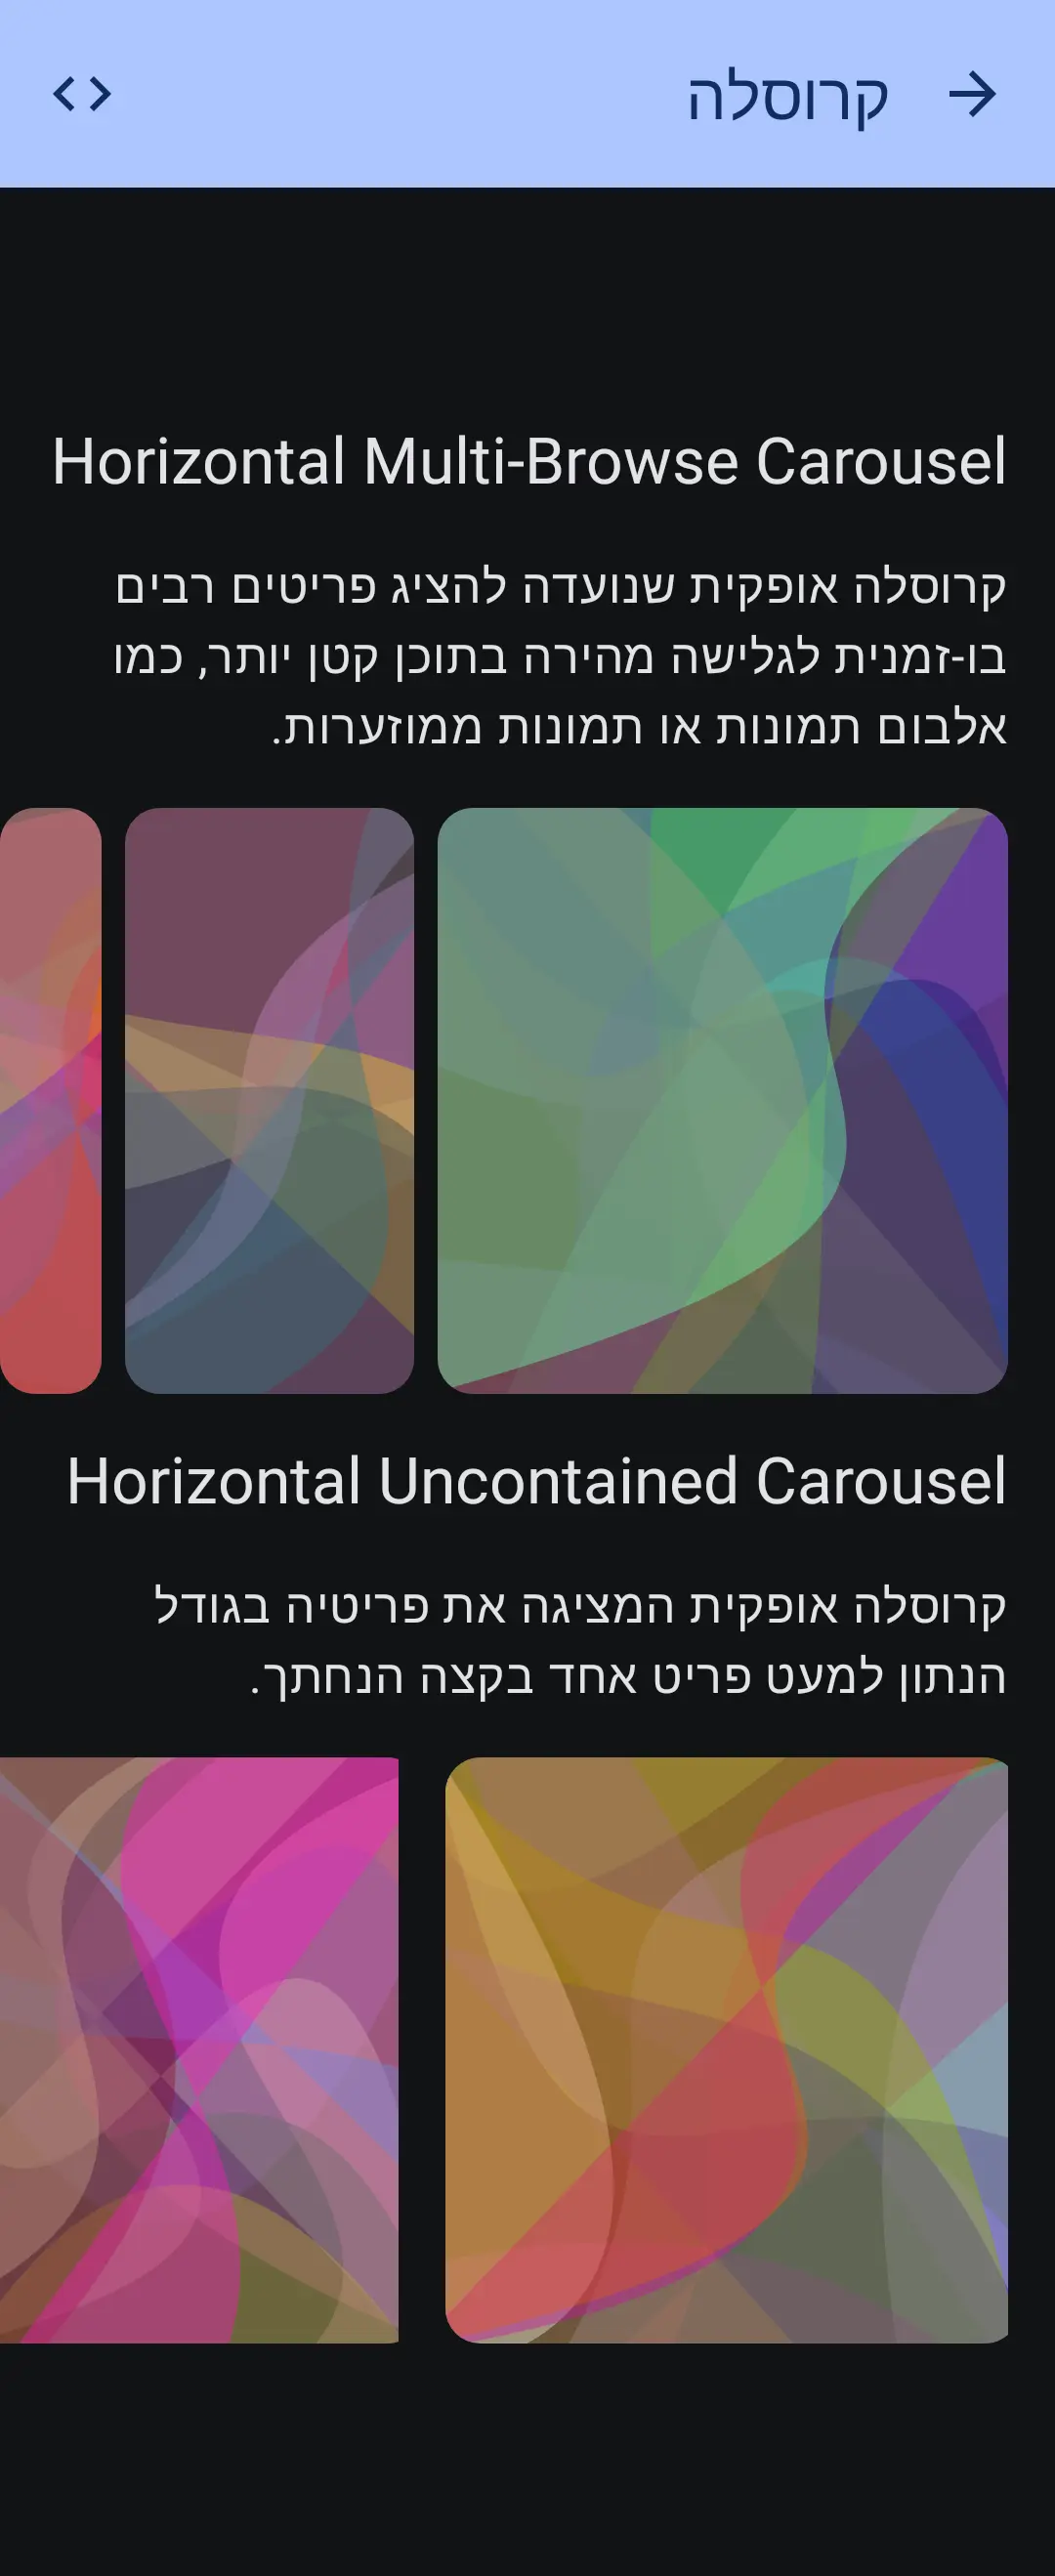 קרוסלה
Horizontal Multi-Browse Carousel
קרוסלה אופקית שנועדה להציג פריטים רבים
בו-זמנית לגלישה מהירה בתוכן קטן יותר, כמו
אלבום תמונות או תמונות ממוזערות.
Horizontal Uncontained Carousel
קרוסלה אופקית המציגה את פריטיה בגודל
הנתון למעט פריט אחד בקצה הנחתך.